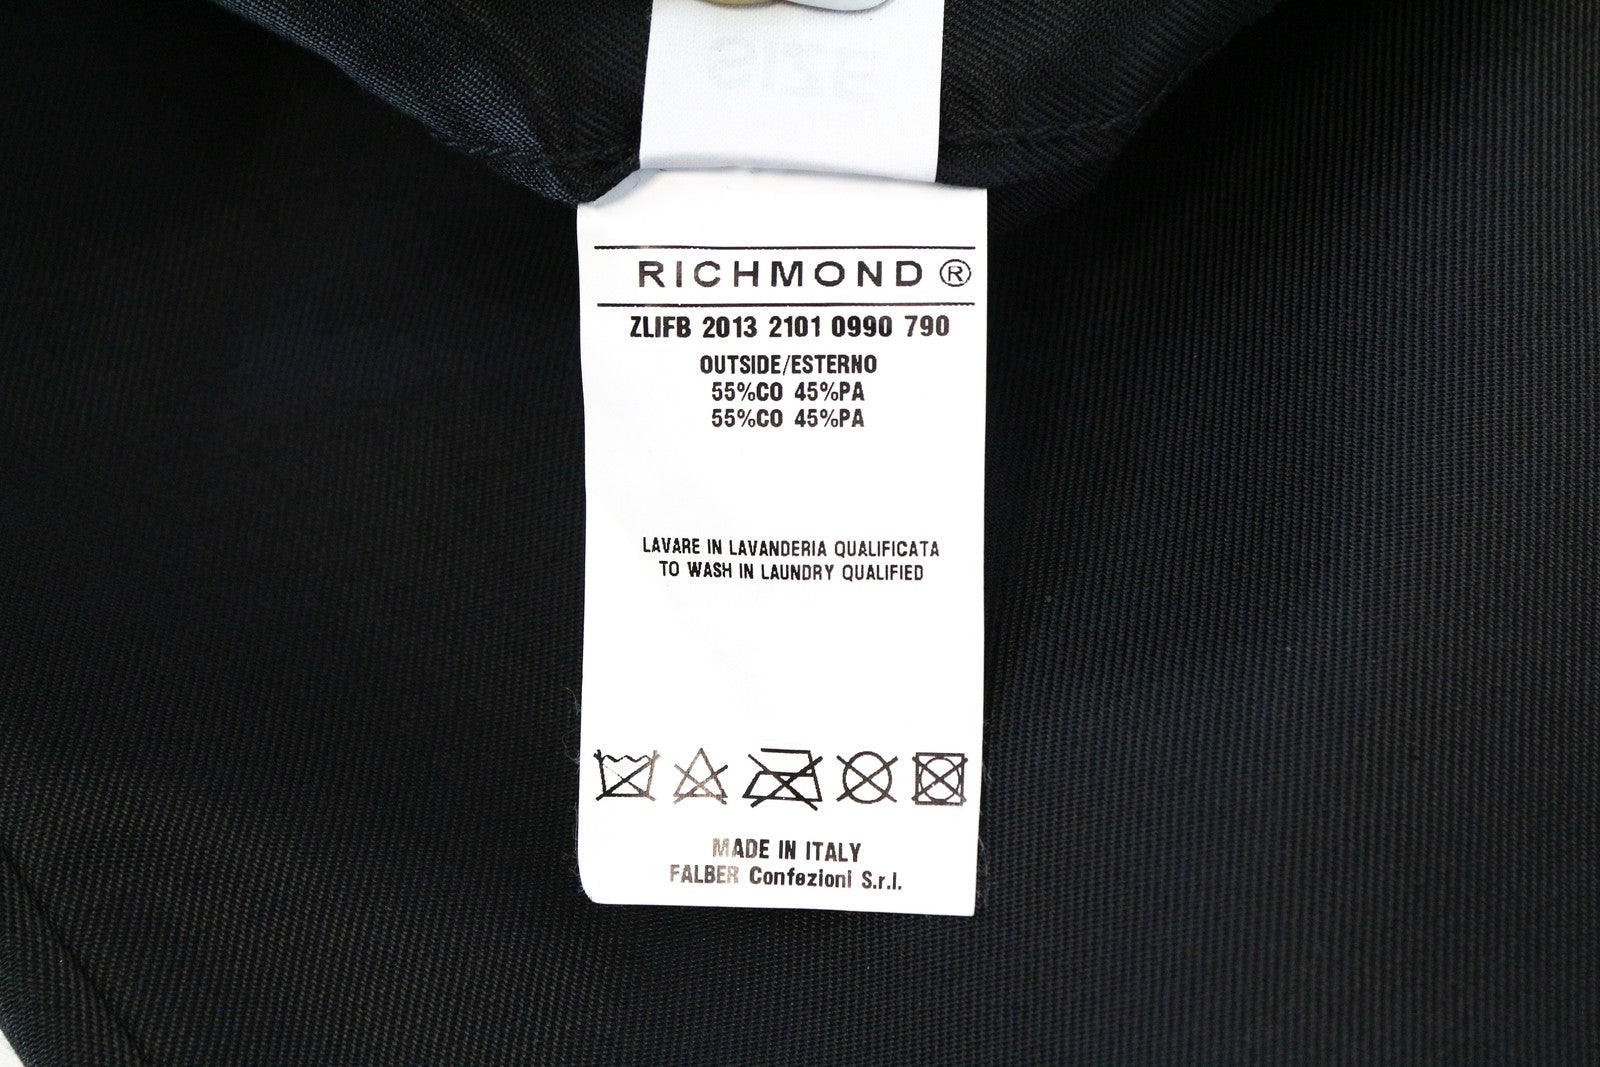 SIZE
RICHMOND®
ZLIFB 2013 2101 0990 790
OUTSIDE/ESTERNO
55%CO 45%PA
55%CO 45%PA
LAVARE IN LAVANDERIA QUALIFICATA
TO WASH IN LAUNDRY QUALIFIED
MADE IN ITALY
FALBER Confezioni S.r.l.